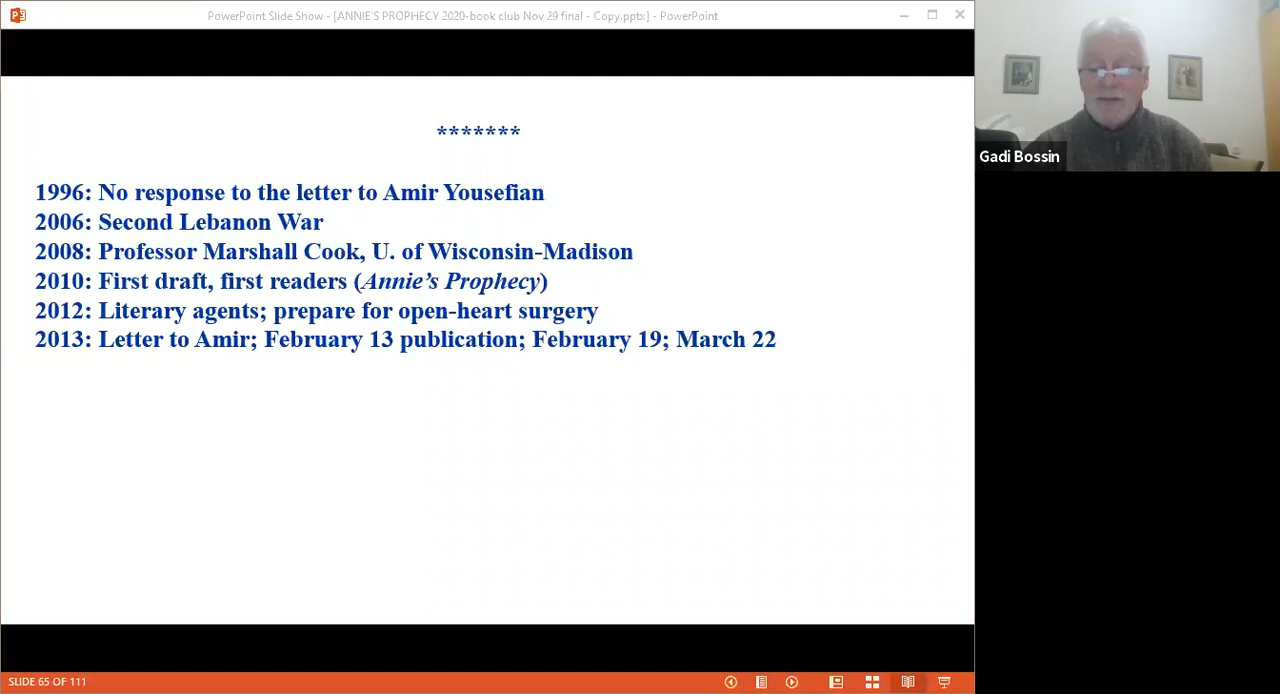 PowerPoint Slide Show - [ANNIE'S PROPHECY 2020-book club Nov 29 final - Copy.pptx] - PowerPoint
*******
1996: No response to the letter to Amir Yousefian
2006: Second Lebanon War
2008: Professor Marshall Cook, U. of Wisconsin-Madison
2010: First draft, first readers (Annie's Prophecy)
2012: Literary agents; prepare for open-heart surgery
2013: Letter to Amir; February 13 publication; February 19; March 22
Gadi Bossin
SLIDE 65 OF 111